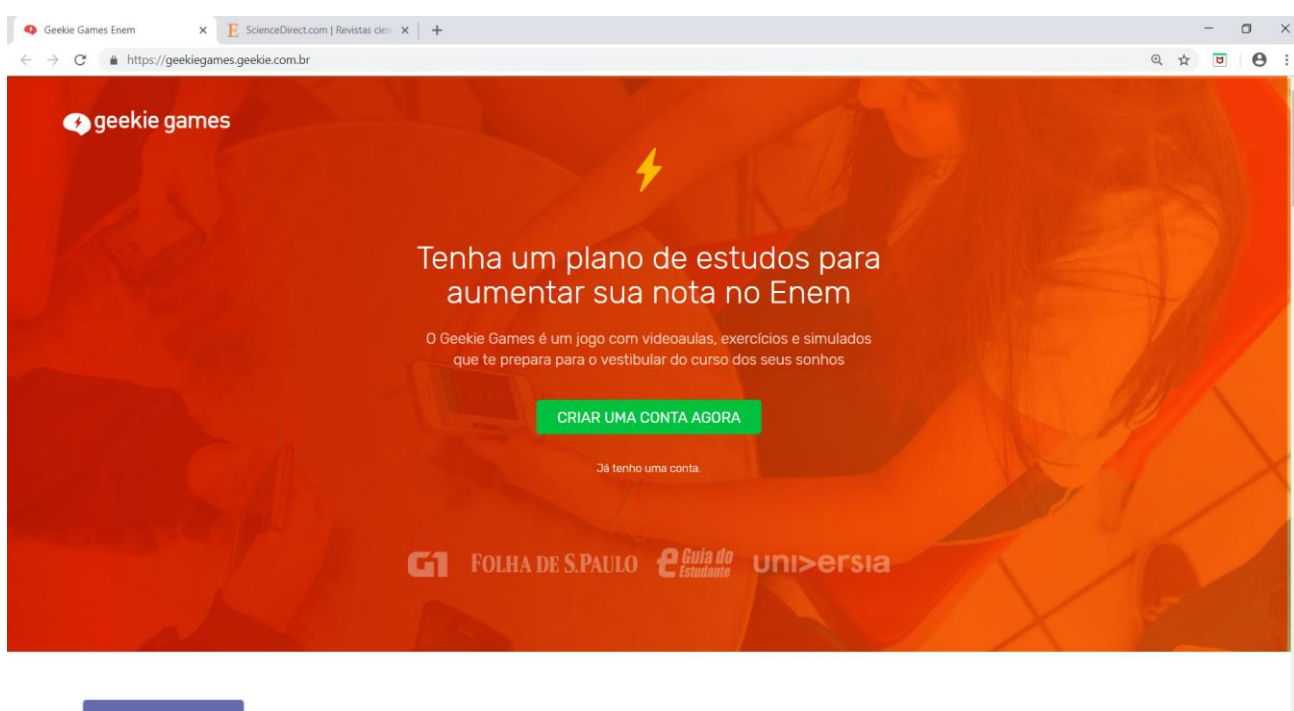 Geekie Games Enem
ScienceDirect.com | Revistas cien
https://geekiegames.geekie.com.br
geekie games
Tenha um plano de estudos para
aumentar sua nota no Enem
O Geekie Games é um jogo com videoaulas, exercícios e simulados
que te prepara para o vestibular do curso dos seus sonhos
CRIAR UMA CONTA AGORA
Já tenho uma conta.
G1 FOLHA DE S.PAULO e Guia do Estudante universia